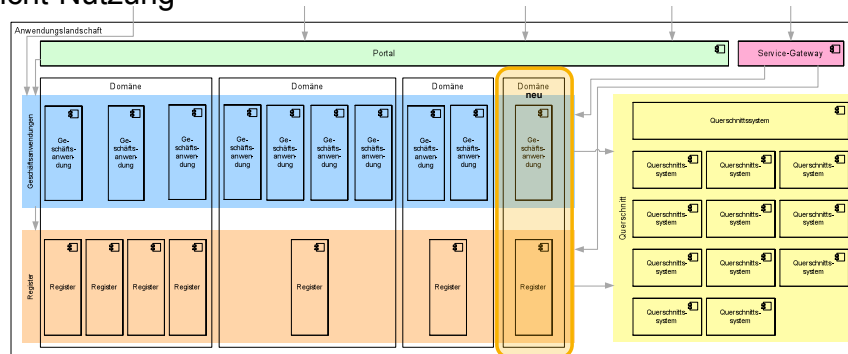 icht-Nutzung
Anwendungslandschaft
Portal
Service-Gateway
Domäne
Domäne
Domäne
Domäne
neu
Geschäftsanwendungen
Ge-
schäfts-
anwen-
dung
Ge-
schäfts-
anwen-
dung
Ge-
schäfts-
anwen-
dung
Ge-
schäfts-
anwen-
dung
Ge-
schäfts-
anwen-
dung
Ge-
schäfts-
anwen-
dung
Ge-
schäfts-
anwen-
dung
Ge-
schäfts-
anwen-
dung
Ge-
schäfts-
anwen-
dung
Ge-
schäfts-
anwen-
dung
Register
Register
Register
Register
Register
Register
Register
Register
Querschnitt
Querschnittssystem
Querschnitts-
system
Querschnitts-
system
Querschnitts-
system
Querschnitts-
system
Querschnitts-
system
Querschnitts-
system
Querschnitts-
system
Querschnitts-
system
Querschnitts-
system
Querschnitts-
system
Querschnitts-
system